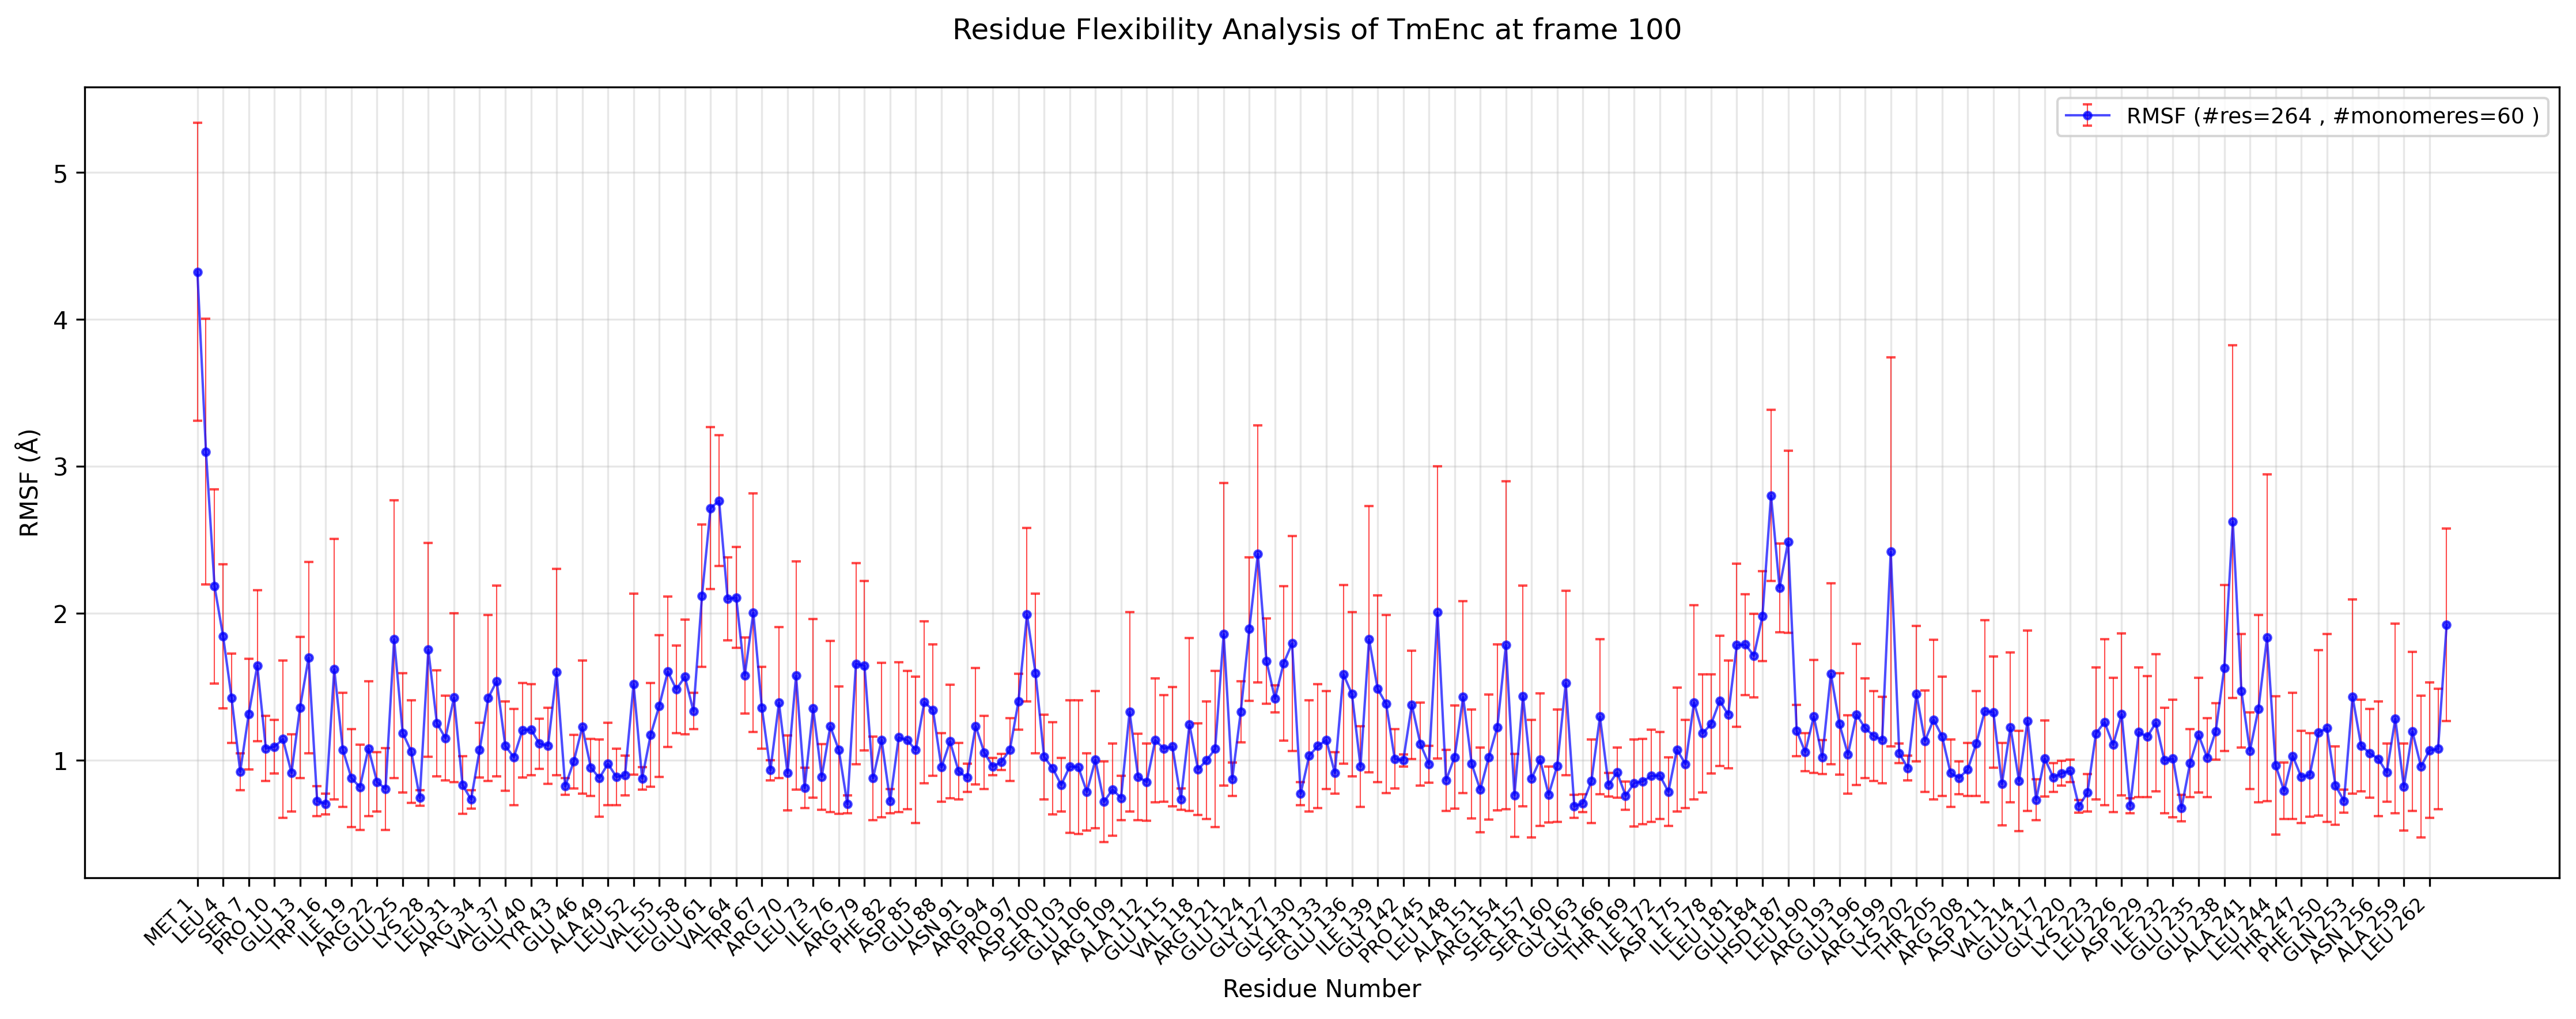 Residue Flexibility Analysis of TmEnc at frame 100
RMSF (#res=264 , #monomeres=60 )
RMSF (Å)
5
4
3
2
1
MET 1
LEU 4
SER 7
PRO 10
GLU 13
TRP 16
ILE 19
ARG 22
GLU 25
LYS 28
LEU 31
ARG 34
VAL 37
GLU 40
TYR 43
GLU 46
ALA 49
LEU 52
VAL 55
LEU 58
GLU 61
VAL 64
TRP 67
ARG 70
LEU 73
ILE 76
ARG 79
PHE 82
ASP 85
GLU 88
ASN 91
ARG 94
PRO 97
ASP 100
SER 103
GLU 106
ARG 109
ALA 112
GLU 115
VAL 118
ARG 121
GLU 124
GLY 127
GLY 130
SER 133
GLU 136
ILE 139
GLY 142
PRO 145
LEU 148
ALA 151
ARG 154
SER 157
SER 160
GLY 163
GLY 166
THR 169
ILE 172
ASP 175
ILE 178
LEU 181
GLU 184
HSD 187
LEU 190
ARG 193
GLU 196
ARG 199
LYS 202
THR 205
ARG 208
ASP 211
VAL 214
GLU 217
GLY 220
LYS 223
LEU 226
ASP 229
ILE 232
GLU 235
GLU 238
ALA 241
LEU 244
THR 247
PHE 250
GLN 253
ASN 256
ALA 259
LEU 262
Residue Number